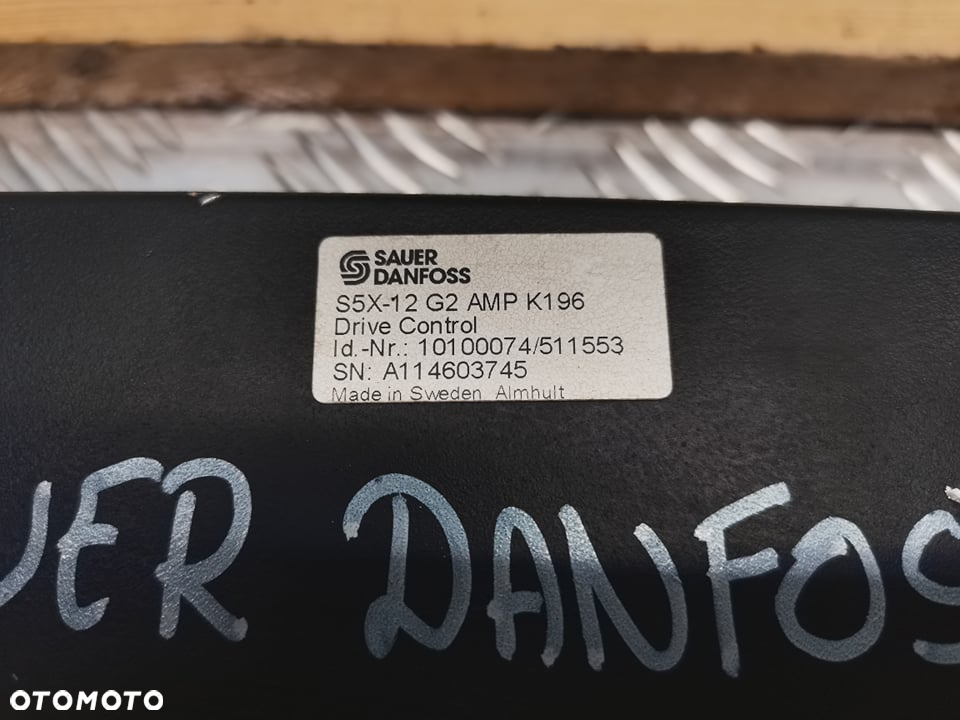 SAUER
DANFOSS
S5X-12 G2 AMP K196
Drive Control
Id.-Nr.: 10100074/511553
SN: A114603745
Made in Sweden Almhult
UER DANFOS
OTOMOTO